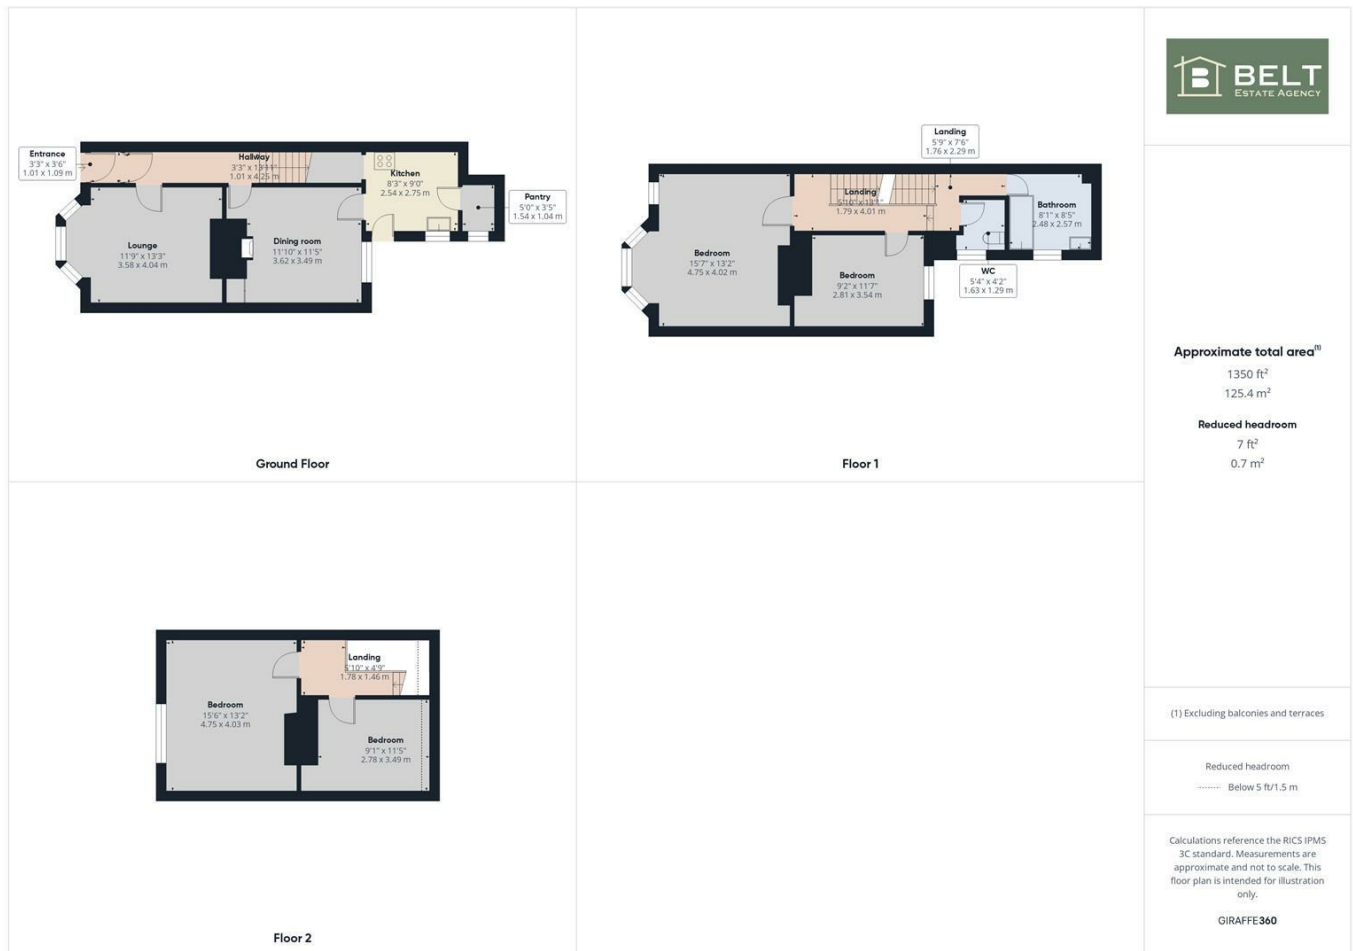 Entrance
3'3" x 3'6"
1.01 x 1.09 m
Hallway
3'3" x 13'11"
1.01 x 4.25 m
Kitchen
8'3" x 9'0"
2.54 x 2.75 m
Pantry
5'0" x 3'5"
1.54 x 1.04 m
Lounge
11'9" x 13'3"
3.58 x 4.04 m
Dining room
11'10" x 11'5"
3.62 x 3.49 m
Ground Floor
Landing
5'9" x 7'6"
1.76 x 2.29 m
Landing
5'10" x 13'1"
1.79 x 4.01 m
Bathroom
8'1" x 8'5"
2.48 x 2.57 m
Bedroom
15'7" x 13'2"
4.75 x 4.02 m
Bedroom
9'2" x 11'7"
2.81 x 3.54 m
WC
5'4" x 4'2"
1.63 x 1.29 m
Floor 1
Landing
5'10" x 4'9"
1.78 x 1.46 m
Bedroom
15'6" x 13'2"
4.75 x 4.03 m
Bedroom
9'1" x 11'5"
2.78 x 3.49 m
Floor 2
B BELT
ESTATE AGENCY
Approximate total area(1)
1350 ft²
125.4 m²
Reduced headroom
7 ft²
0.7 m²
(1) Excluding balconies and terraces
Reduced headroom
Below 5 ft/1.5 m
Calculations reference the RICS IPMS
3C standard. Measurements are
approximate and not to scale. This
floor plan is intended for illustration
only.
GIRAFFE360